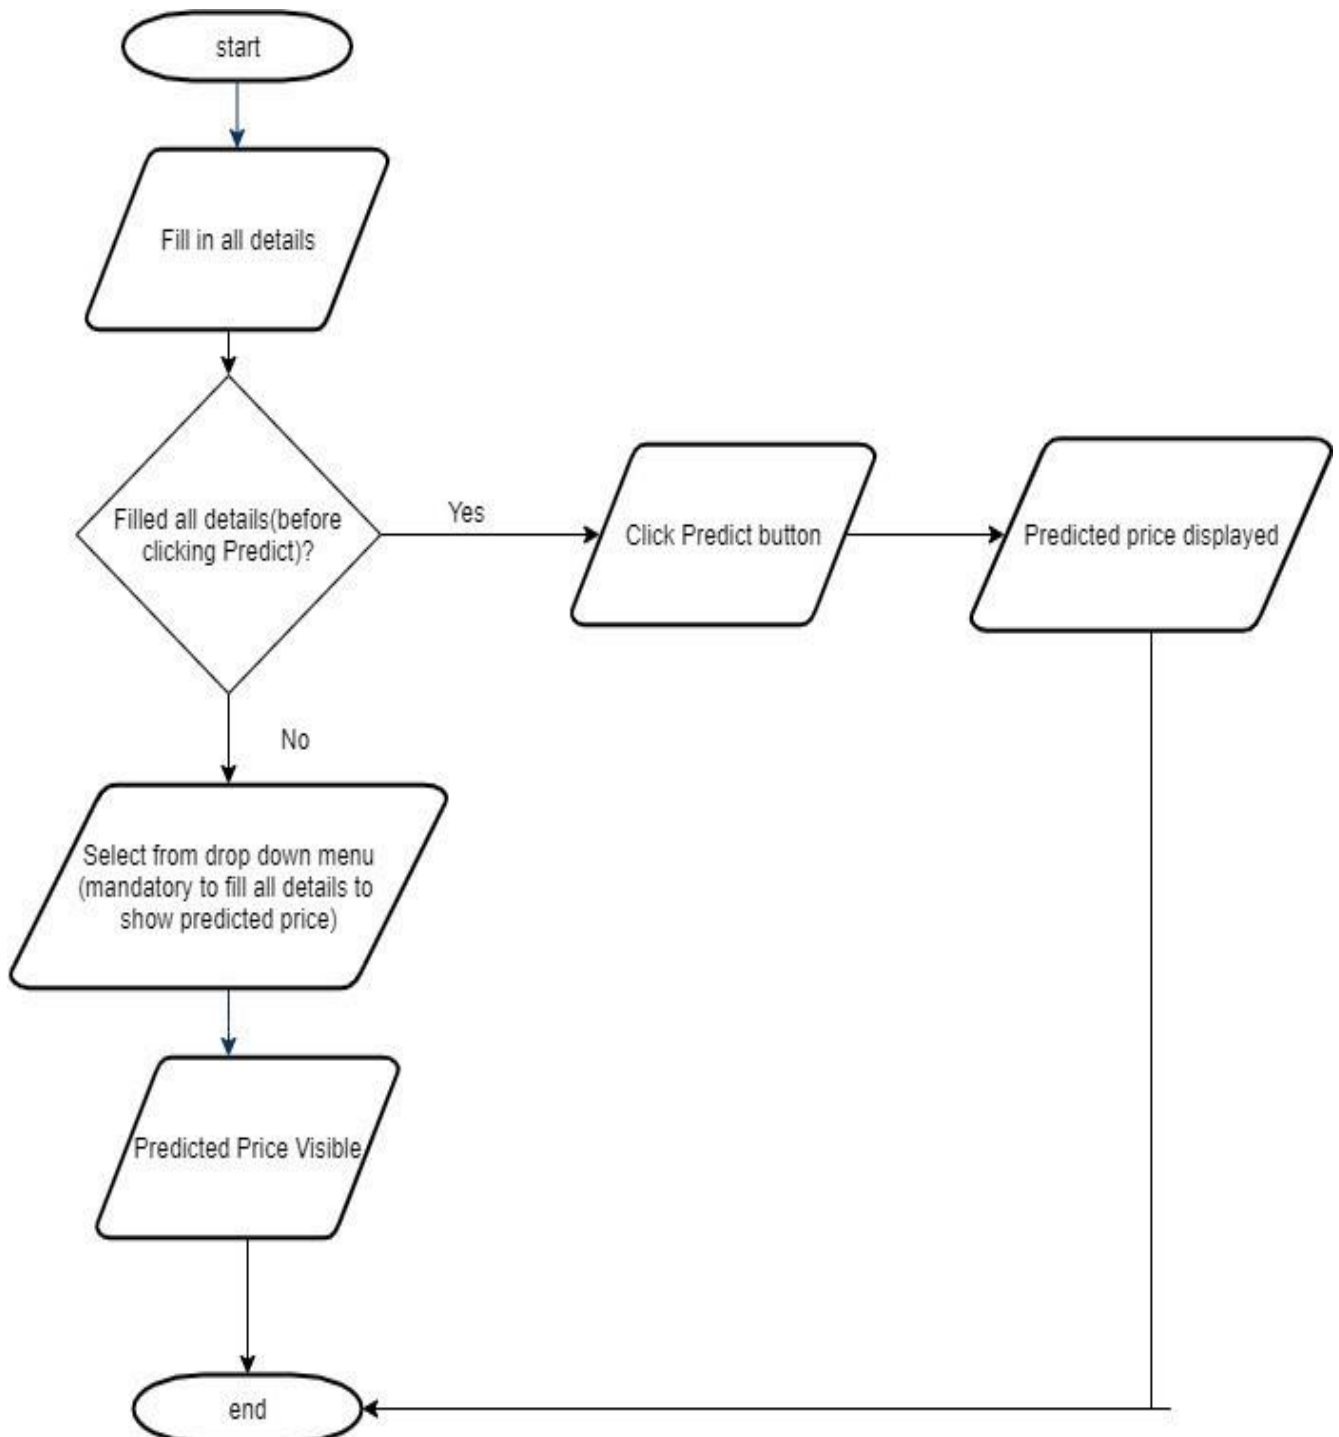 start
Fill in all details
Filled all details(before
clicking Predict)?
Yes
Click Predict button
Predicted price displayed
No
Select from drop down menu
(mandatory to fill all details to
show predicted price)
Predicted Price Visible
end